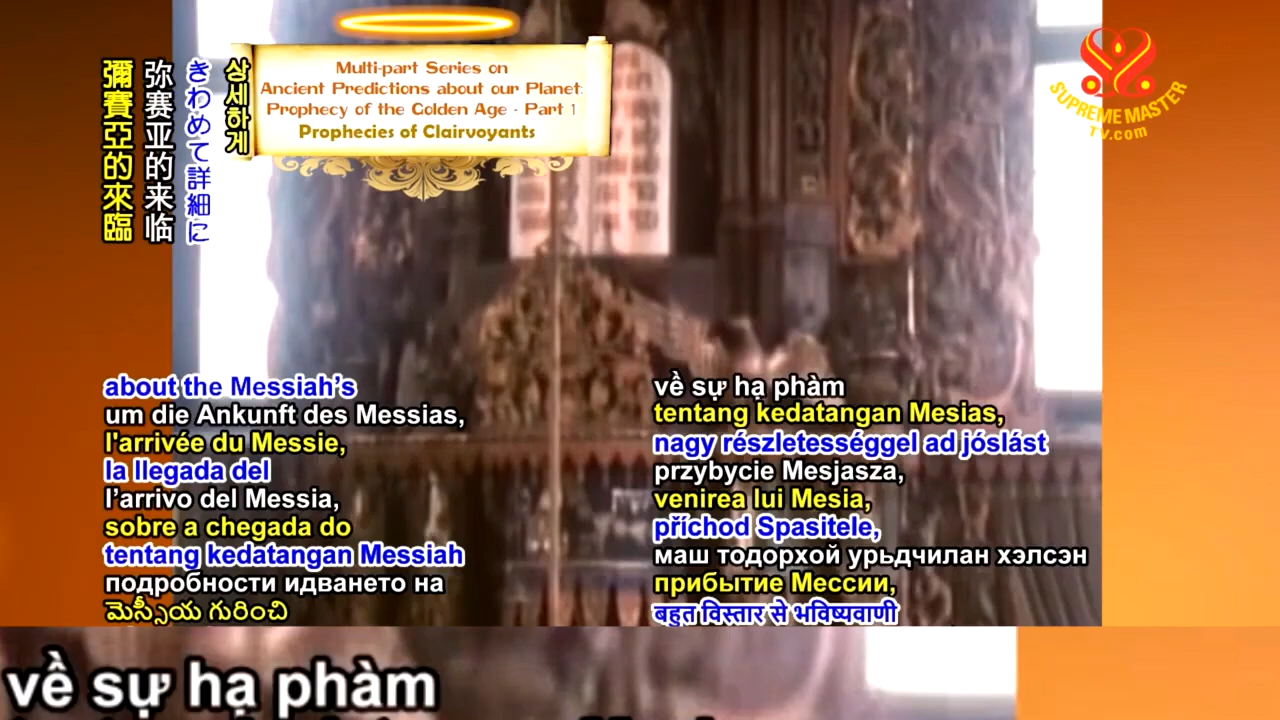 Multi-part Series on
Ancient Predictions about our Planet:
Prophecy of the Golden Age - Part 1
Prophecies of Clairvoyants
SUPREME MASTER
TV.com
彌賽亞的來臨
弥赛亚的来临
きわめて詳細に
상세하게
about the Messiah's
um die Ankunft des Messias,
l'arrivée du Messie,
la llegada del
l'arrivo del Messia,
sobre a chegada do
tentang kedatangan Messiah
подробности идването на
మెస్సీయ గురించి
về sự hạ phàm
tentang kedatangan Mesias,
nagy részletességgel ad jóslást
przybycie Mesjasza,
venirea lui Mesia,
příchod Spasitele,
маш тодорхой урьдчилан хэлсэн
прибытие Мессии,
बहुत विस्तार से भविष्यवाणी
về sự hạ phàm